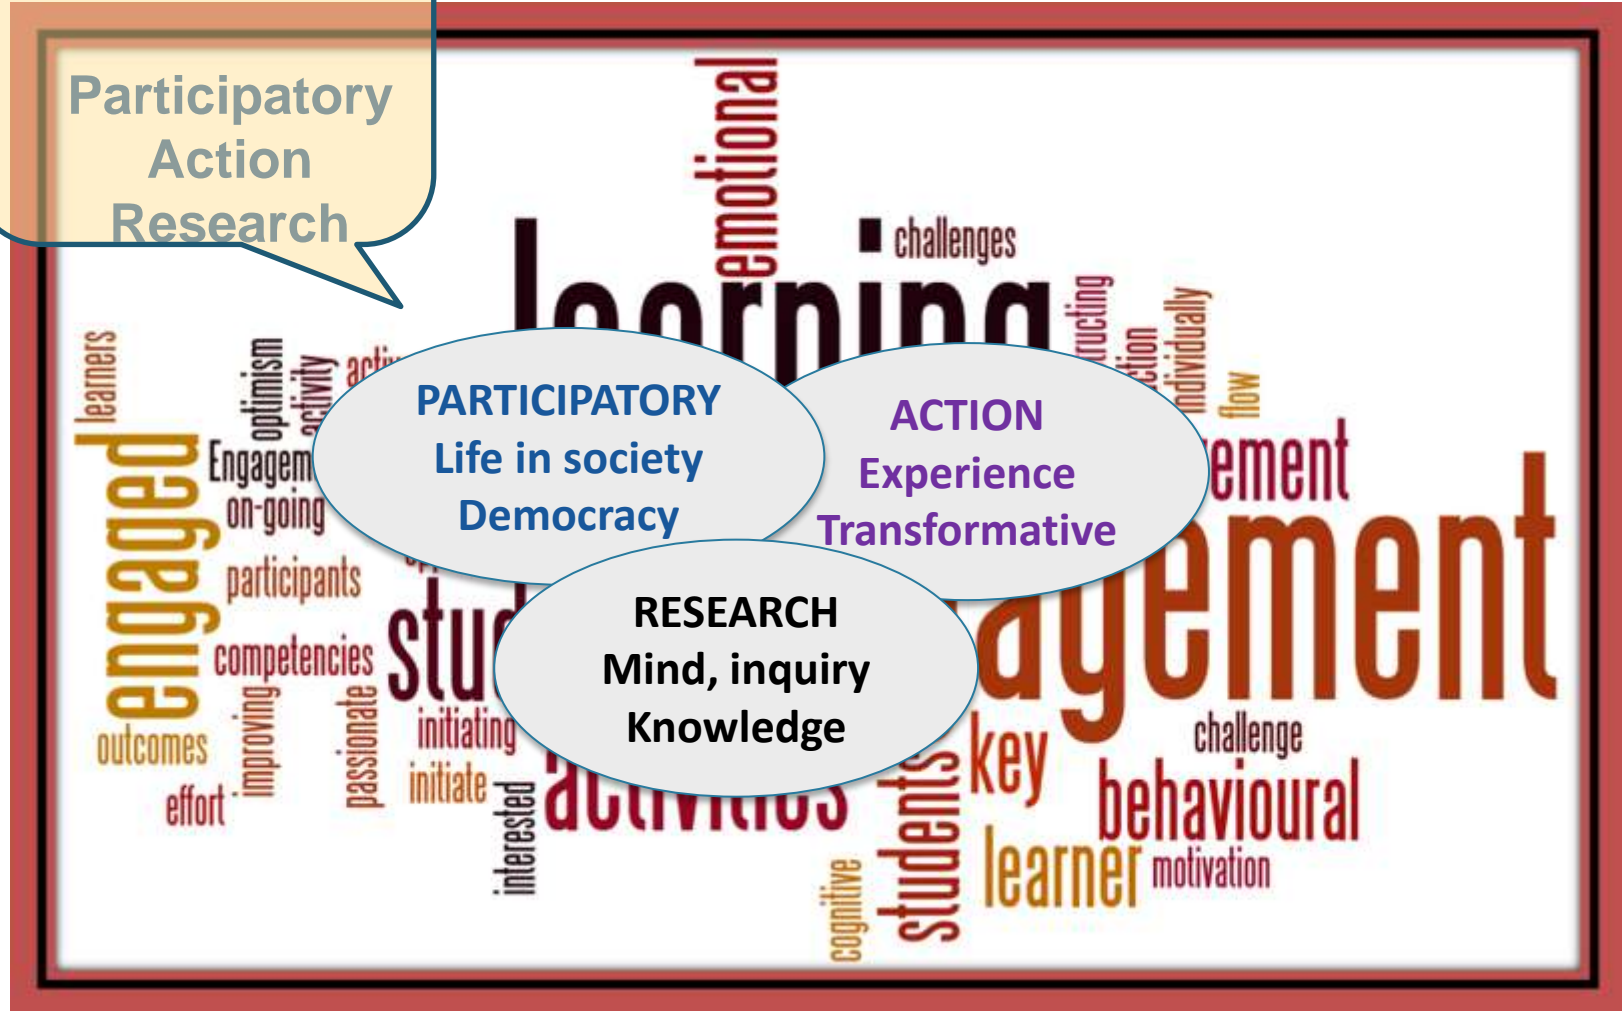 Participatory
Action
Research
emotional
learning
challenges
individually
flow
learners
optimism
activity
engaged
on-going
participants
competencies
outcomes
improving
effort
passionate
initiating
initiate
interested
activities
students
cognitive
key
learner
challenge
behavioural
motivation
PARTICIPATORY
Life in society
Democracy
ACTION
Experience
Transformative
RESEARCH
Mind, inquiry
Knowledge